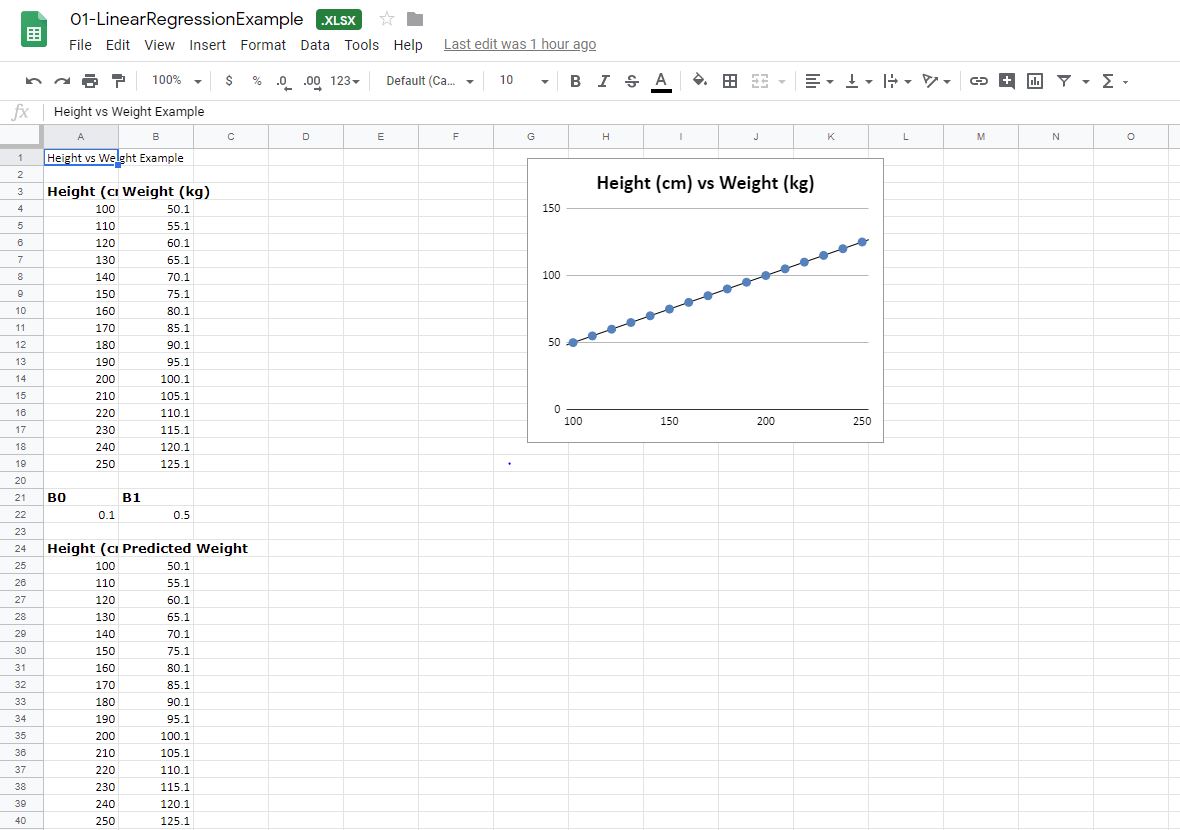 01-LinearRegressionExample .XLSX
File Edit View Insert Format Data Tools Help Last edit was 1 hour ago
100% $ % .0 .00 123 Default (Ca... 10 B I S A Σ
fx Height vs Weight Example
A B C D E F G H I J K L M N O
1 Height vs Weight Example
2
3 Height (c Weight (kg)
4 100 50.1
5 110 55.1
6 120 60.1
7 130 65.1
8 140 70.1
9 150 75.1
10 160 80.1
11 170 85.1
12 180 90.1
13 190 95.1
14 200 100.1
15 210 105.1
16 220 110.1
17 230 115.1
18 240 120.1
19 250 125.1
20
21 B0 B1
22 0.1 0.5
23
24 Height (c Predicted Weight
25 100 50.1
26 110 55.1
27 120 60.1
28 130 65.1
29 140 70.1
30 150 75.1
31 160 80.1
32 170 85.1
33 180 90.1
34 190 95.1
35 200 100.1
36 210 105.1
37 220 110.1
38 230 115.1
39 240 120.1
40 250 125.1
Height (cm) vs Weight (kg)
150
100
50
0
100 150 200 250